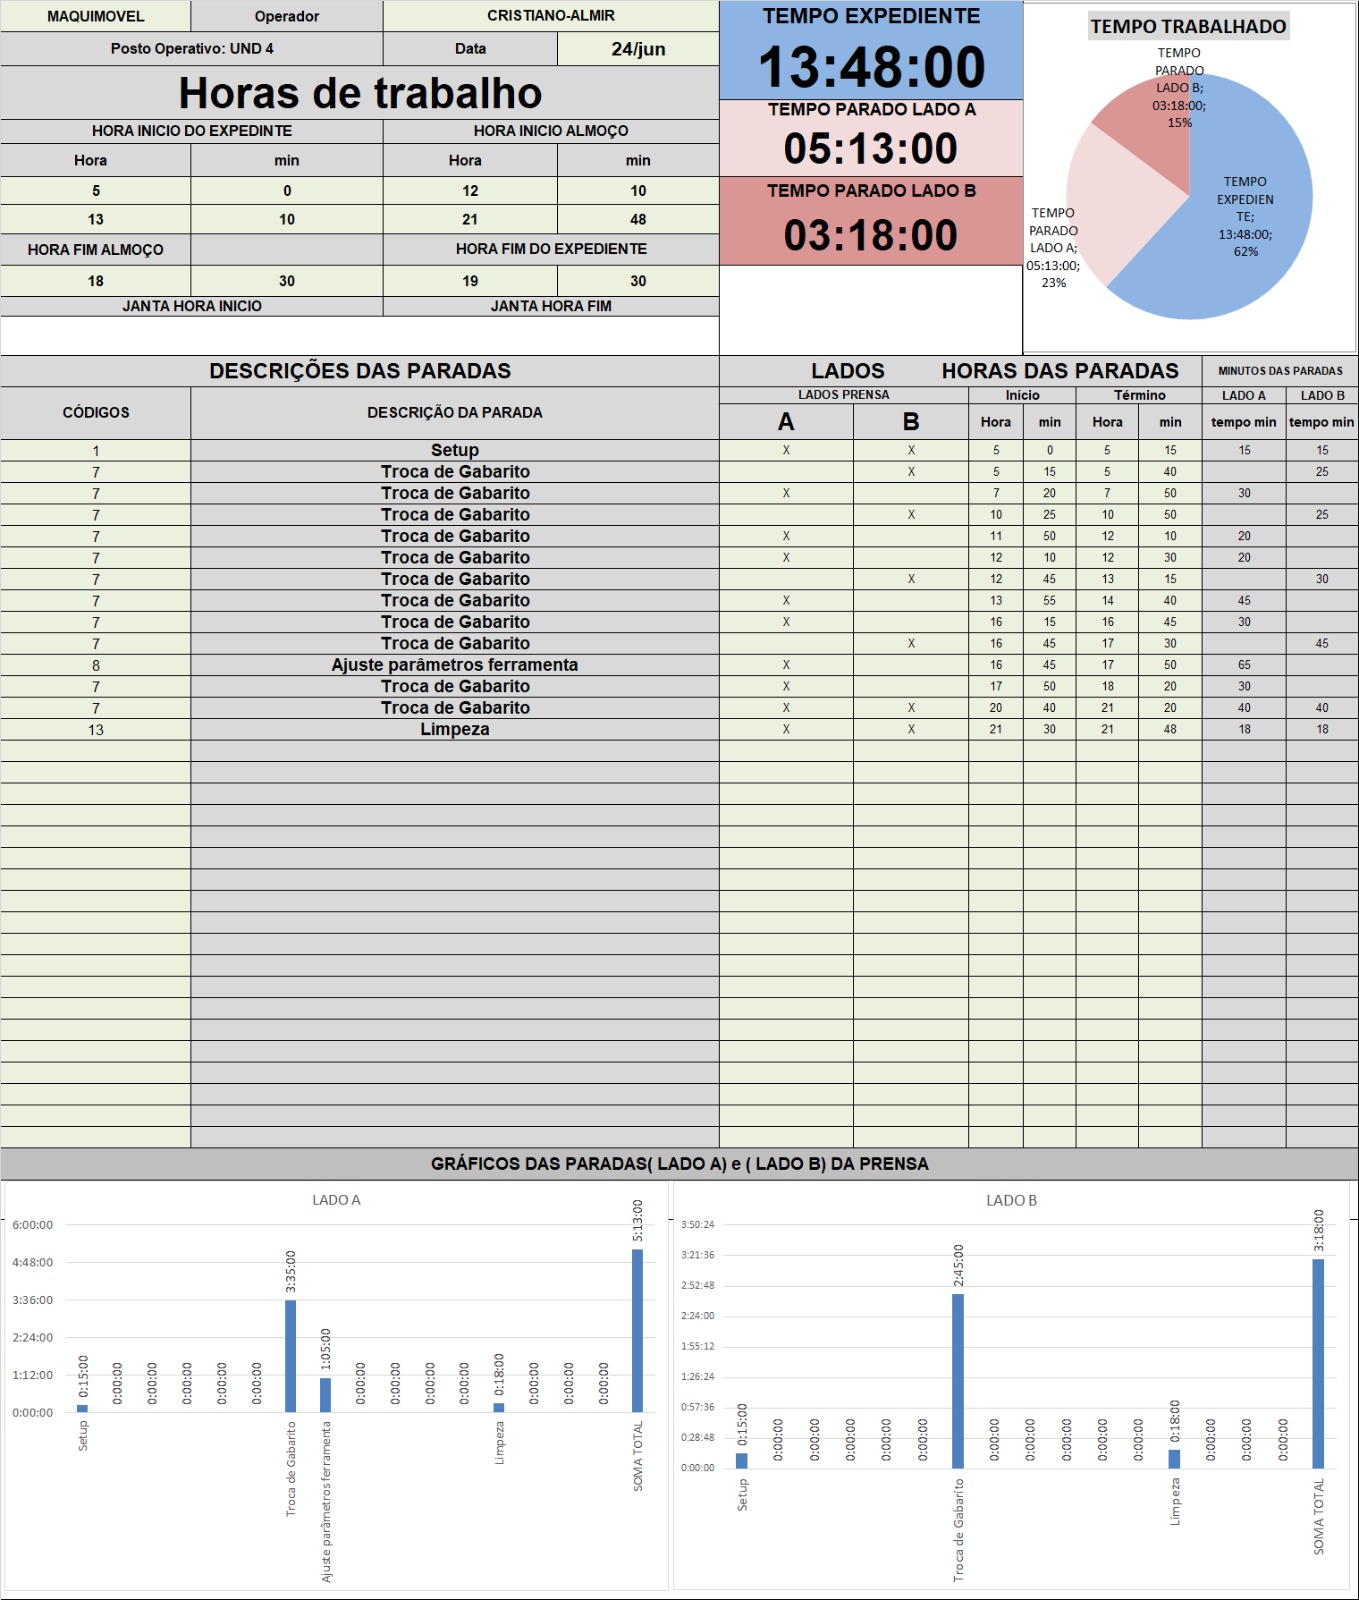 MAQUIMOVEL Operador CRISTIANO-ALMIR
Posto Operativo: UND 4 Data 24/jun
Horas de trabalho
HORA INICIO DO EXPEDINTE HORA INICIO ALMOÇO
Hora min Hora min
5 0 12 10
13 10 21 48
HORA FIM ALMOÇO HORA FIM DO EXPEDIENTE
18 30 19 30
JANTA HORA INICIO JANTA HORA FIM
TEMPO EXPEDIENTE
13:48:00
TEMPO PARADO LADO A
05:13:00
TEMPO PARADO LADO B
03:18:00
TEMPO TRABALHADO
TEMPO
PARADO
LADO B;
03:18:00;
15%
TEMPO
EXPEDIEN
TE;
13:48:00;
62%
TEMPO
PARADO
LADO A;
05:13:00;
23%
DESCRIÇÕES DAS PARADAS LADOS HORAS DAS PARADAS MINUTOS DAS PARADAS
CÓDIGOS DESCRIÇÃO DA PARADA LADOS PRENSA Início Término LADO A LADO B
A B Hora min Hora min tempo min tempo min
1 Setup X X 5 0 5 15 15 15
7 Troca de Gabarito X 5 15 5 40 25
7 Troca de Gabarito X 7 20 7 50 30
7 Troca de Gabarito X 10 25 10 50 25
7 Troca de Gabarito X 11 50 12 10 20
7 Troca de Gabarito X 12 10 12 30 20
7 Troca de Gabarito X 12 45 13 15 30
7 Troca de Gabarito X 13 55 14 40 45
7 Troca de Gabarito X 16 15 16 45 30
7 Troca de Gabarito X 16 45 17 30 45
8 Ajuste parâmetros ferramenta X 16 45 17 50 65
7 Troca de Gabarito X 17 50 18 20 30
7 Troca de Gabarito X X 20 40 21 20 40 40
13 Limpeza X X 21 30 21 48 18 18
GRÁFICOS DAS PARADAS( LADO A) e ( LADO B) DA PRENSA
LADO A
6:00:00
4:48:00
3:36:00
2:24:00
1:12:00
0:00:00
0:15:00
0:00:00
0:00:00
0:00:00
0:00:00
0:00:00
3:35:00
1:05:00
0:00:00
0:00:00
0:00:00
0:00:00
0:18:00
0:00:00
0:00:00
0:00:00
5:13:00
Setup
Troca de Gabarito
Ajuste parâmetros ferramenta
Limpeza
SOMA TOTAL
LADO B
3:50:24
3:21:36
2:52:48
2:24:00
1:55:12
1:26:24
0:57:36
0:28:48
0:00:00
0:15:00
0:00:00
0:00:00
0:00:00
0:00:00
0:00:00
2:45:00
0:00:00
0:00:00
0:00:00
0:00:00
0:00:00
0:18:00
0:00:00
0:00:00
0:00:00
3:18:00
Setup
Troca de Gabarito
Limpeza
SOMA TOTAL